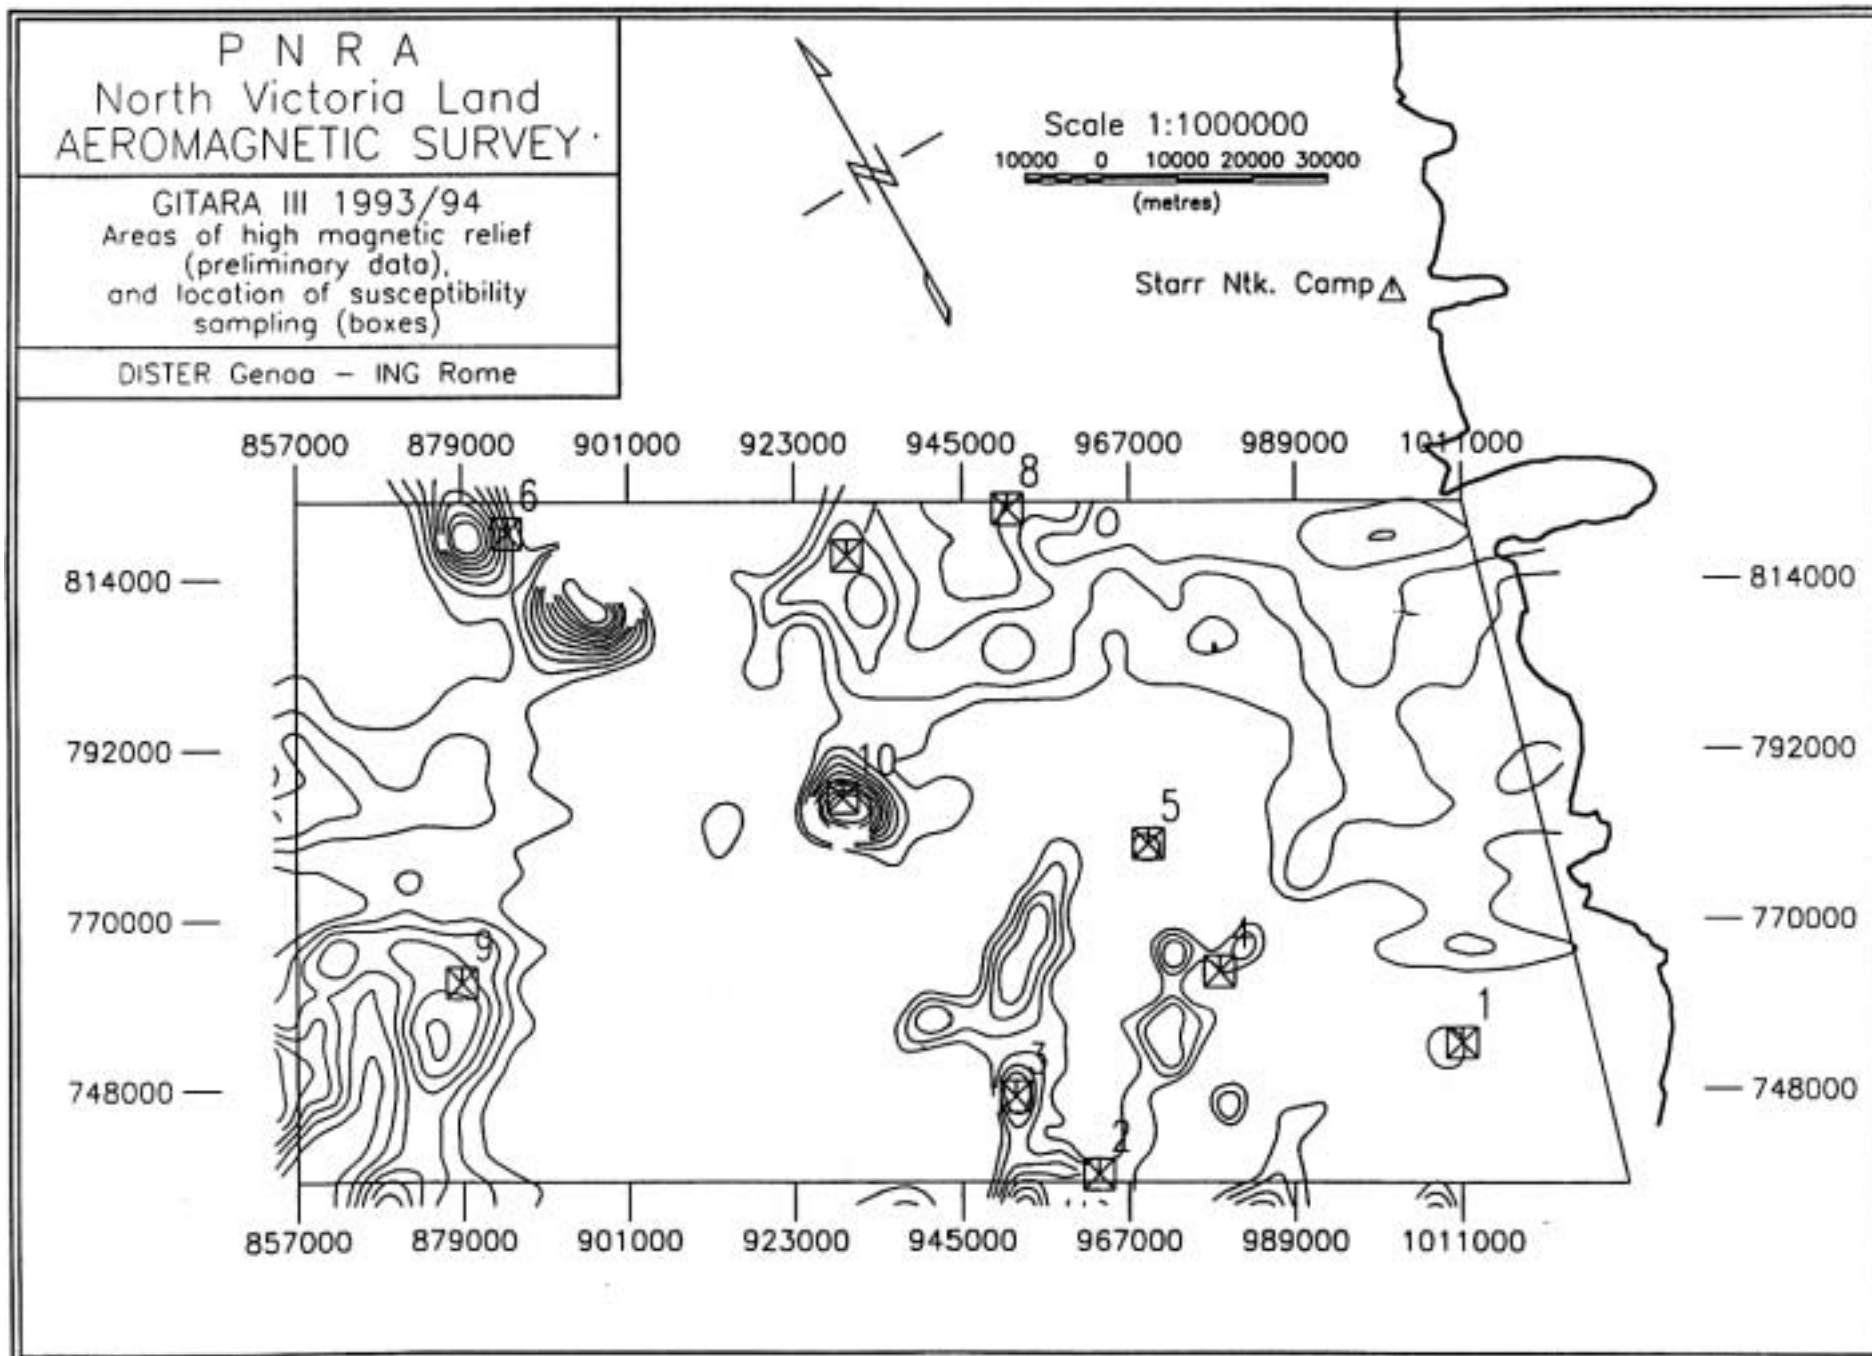 P N R A
North Victoria Land
AEROMAGNETIC SURVEY
GITARA III 1993/94
Areas of high magnetic relief
(preliminary data),
and location of susceptibility
sampling (boxes)
DISTER Genoa – ING Rome
Scale 1:1000000
10000 0 10000 20000 30000
(metres)
Starr Ntk. Camp
857000 879000 901000 923000 945000 967000 989000 1011000
6
8
814000
814000
792000
792000
10
5
770000
770000
9
4
1
3
748000
748000
2
857000 879000 901000 923000 945000 967000 989000 1011000